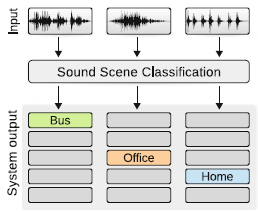 Input
Sound Scene Classification
System output
Bus
Office
Home